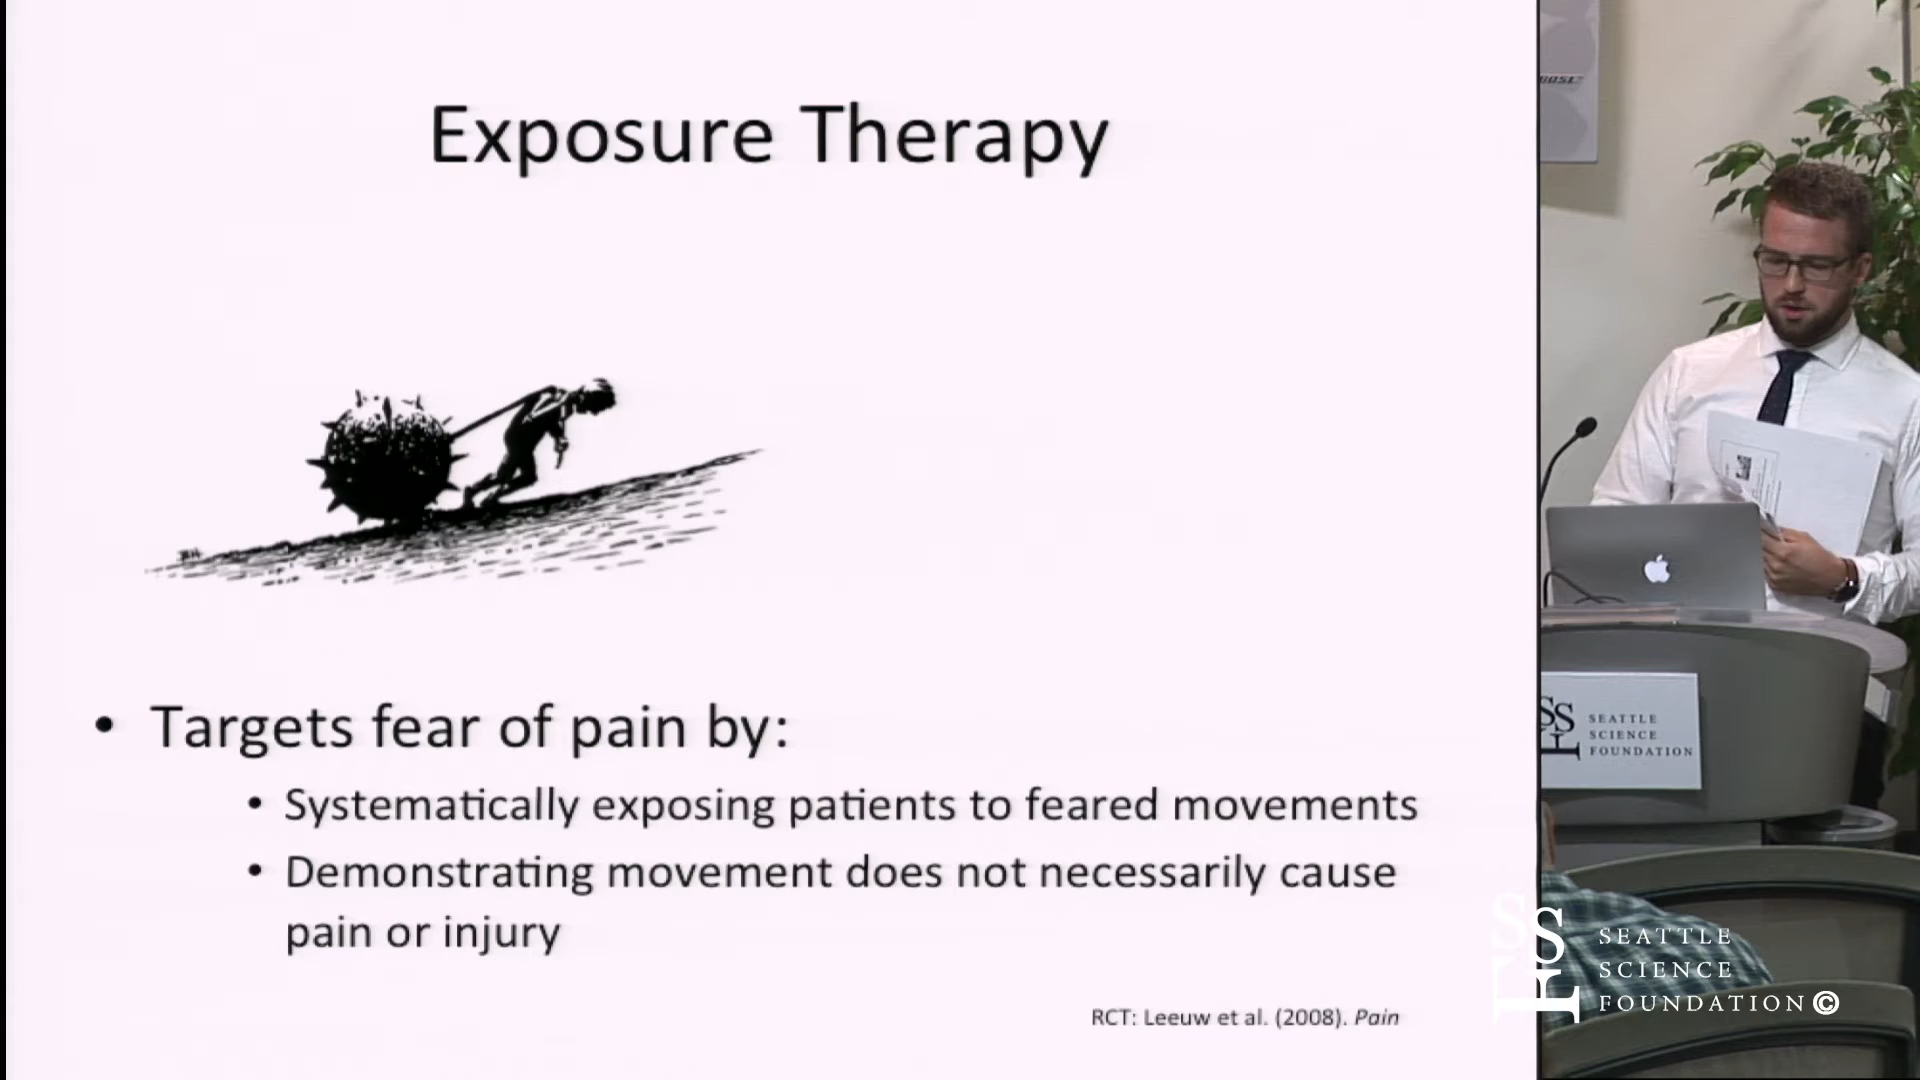 Exposure Therapy
• Targets fear of pain by:
• Systematically exposing patients to feared movements
• Demonstrating movement does not necessarily cause
pain or injury
RCT: Leeuw et al. (2008). Pain
BOSE
SEATTLE
SCIENCE
FOUNDATION
SEATTLE
SCIENCE
FOUNDATION©